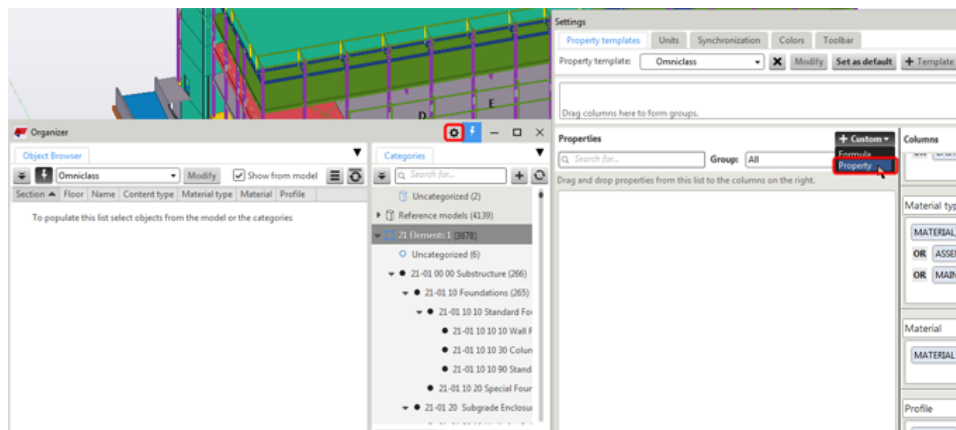 D
E
Organizer
Object Browser
Omniclass
Modify
Show from model
Section Floor Name Content type Material type Material Profile
To populate this list select objects from the model or the categories
Categories
Search for...
Uncategorized (2)
Reference models (4139)
21 Elements 1 (3678)
Uncategorized (6)
21-01 00 00 Substructure (266)
21-01 10 Foundations (265)
21-01 10 10 Standard Fou
21-01 10 10 10 Wall F
21-01 10 10 30 Colun
21-01 10 10 90 Stand
21-01 10 20 Special Four
21-01 20 Subgrade Enclosu
Settings
Property templates Units Synchronization Colors Toolbar
Property template: Omniclass Modify Set as default + Template
Drag columns here to form groups.
Properties
+ Custom
Formula
Property
Search for...
Group: All
Drag and drop properties from this list to the columns on the right.
Columns
Material typ
MATERIAL
OR ASSE
OR MAIN
Material
MATERIAL
Profile